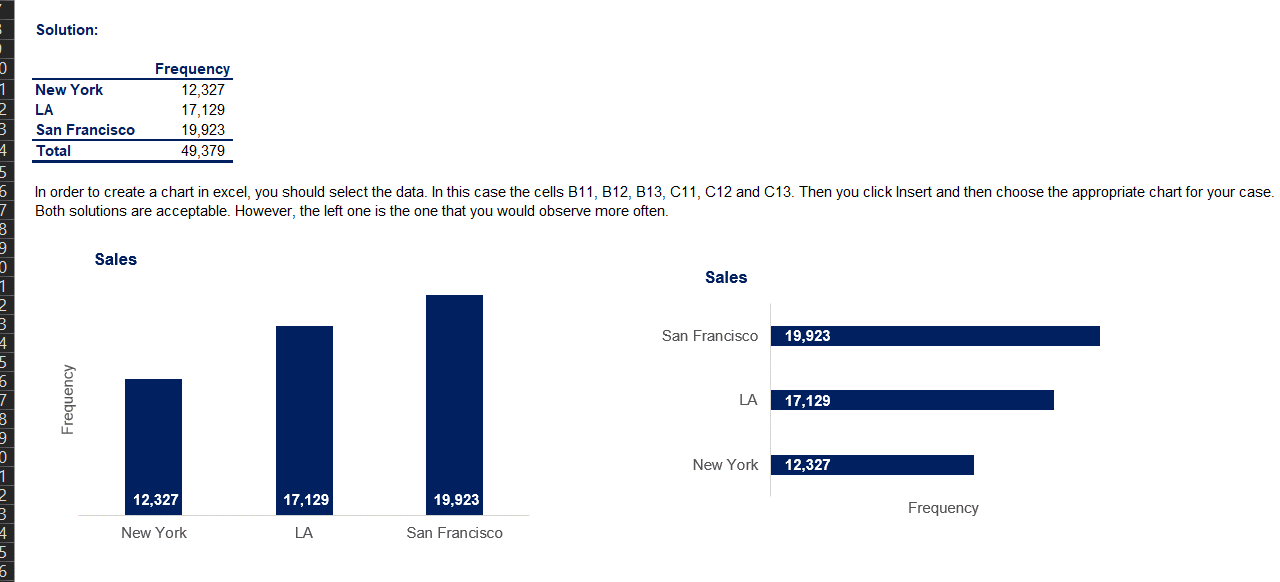 Solution:
Frequency
New York 12,327
LA 17,129
San Francisco 19,923
Total 49,379
In order to create a chart in excel, you should select the data. In this case the cells B11, B12, B13, C11, C12 and C13. Then you click Insert and then choose the appropriate chart for your case.
Both solutions are acceptable. However, the left one is the one that you would observe more often.
Sales
Frequency
12,327 17,129 19,923
New York LA San Francisco
Sales
San Francisco 19,923
LA 17,129
New York 12,327
Frequency